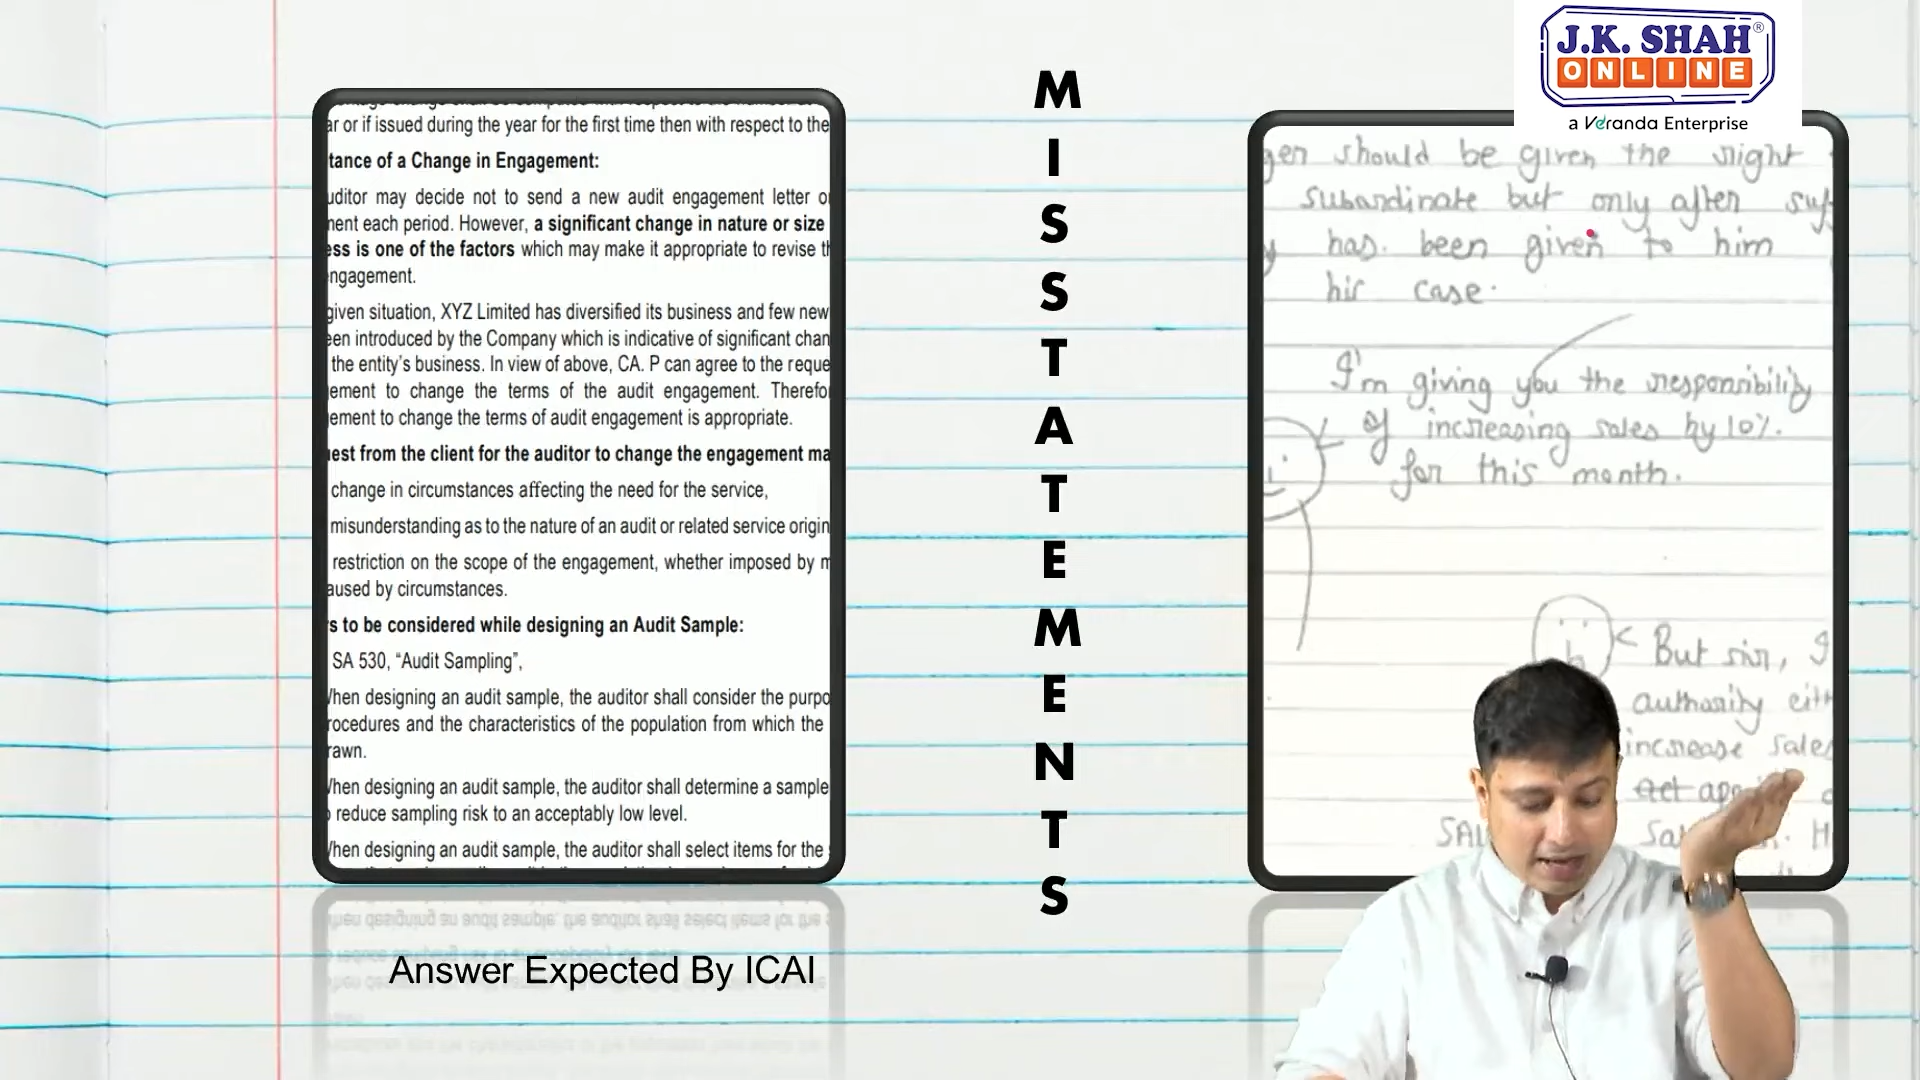 ar or if issued during the year for the first time then with respect to the
tance of a Change in Engagement:
uditor may decide not to send a new audit engagement letter or
nent each period. However, a significant change in nature or size
ess is one of the factors which may make it appropriate to revise th
ngagement.
given situation, XYZ Limited has diversified its business and few new
een introduced by the Company which is indicative of significant chan
the entity's business. In view of above, CA. P can agree to the reque
ement to change the terms of the audit engagement. Therefor
ement to change the terms of audit engagement is appropriate.
est from the client for the auditor to change the engagement ma
change in circumstances affecting the need for the service,
misunderstanding as to the nature of an audit or related service origin
restriction on the scope of the engagement, whether imposed by m
aused by circumstances.
s to be considered while designing an Audit Sample:
SA 530, “Audit Sampling”,
When designing an audit sample, the auditor shall consider the purpo
rocedures and the characteristics of the population from which the
rawn.
When designing an audit sample, the auditor shall determine a sample
reduce sampling risk to an acceptably low level.
When designing an audit sample, the auditor shall select items for the
Answer Expected By ICAI
M
I
S
S
T
A
T
E
M
E
N
T
S
J.K. SHAH®
ONLINE
a Veranda Enterprise
ger should be given the right
subordinate but only after suf
y has been given to him
his case.
I'm giving you the responsibility
of increasing sales by 10%.
for this month.
But sir, I
authority eith
increase sales
act
SAL